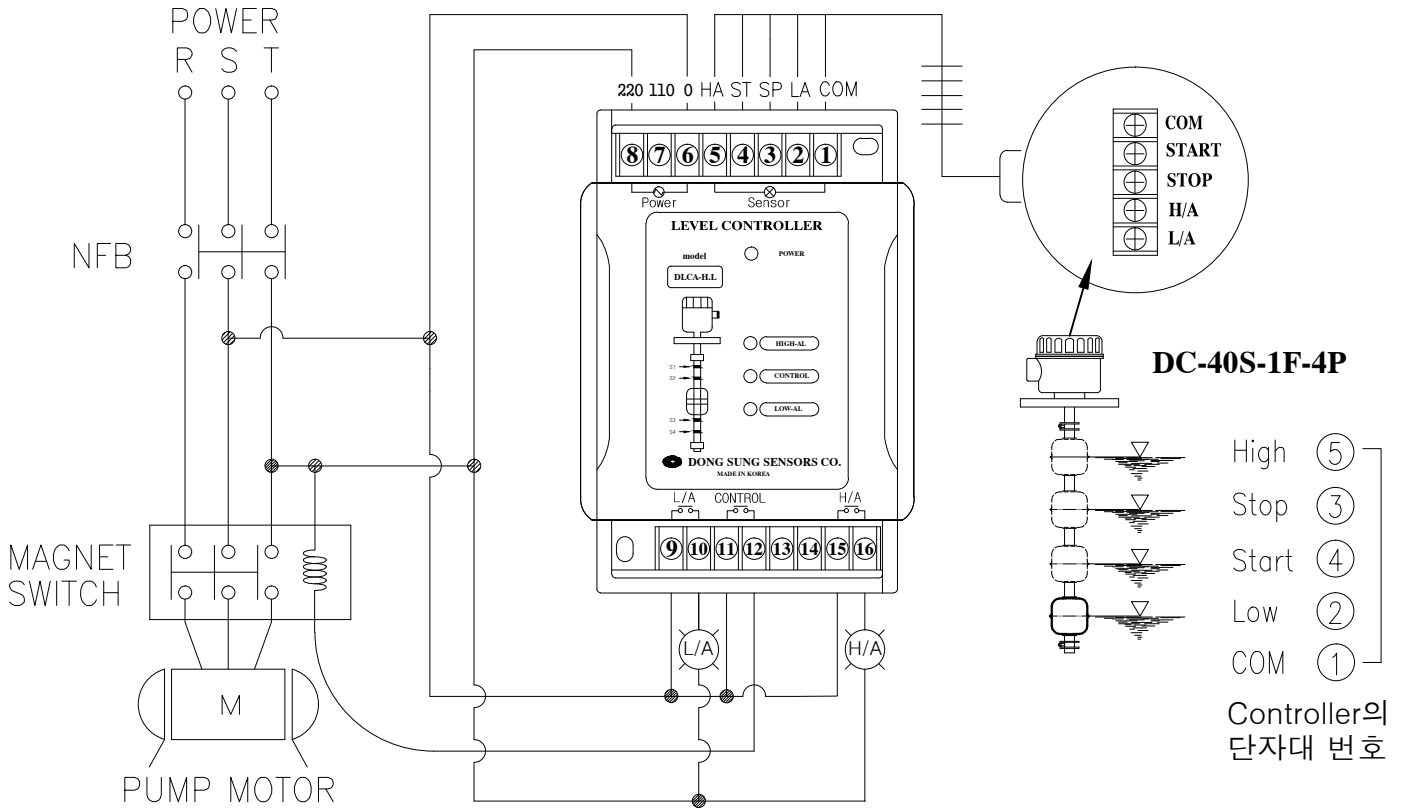 POWER
R S T
NFB
MAGNET
SWITCH
M
PUMP MOTOR
220 110 0 HA ST SP LA COM
8 7 6 5 4 3 2 1
Power
Sensor
LEVEL CONTROLLER
model
POWER
DLCA-H.L
HIGH-AL
S1
S2
CONTROL
LOW-AL
S3
S4
DONG SUNG SENSORS CO.
MADE IN KOREA
L/A CONTROL H/A
9 10 11 12 13 14 15 16
L/A
H/A
COM
START
STOP
H/A
L/A
DC-40S-1F-4P
High 5
Stop 3
Start 4
Low 2
COM 1
Controller의
단자대 번호